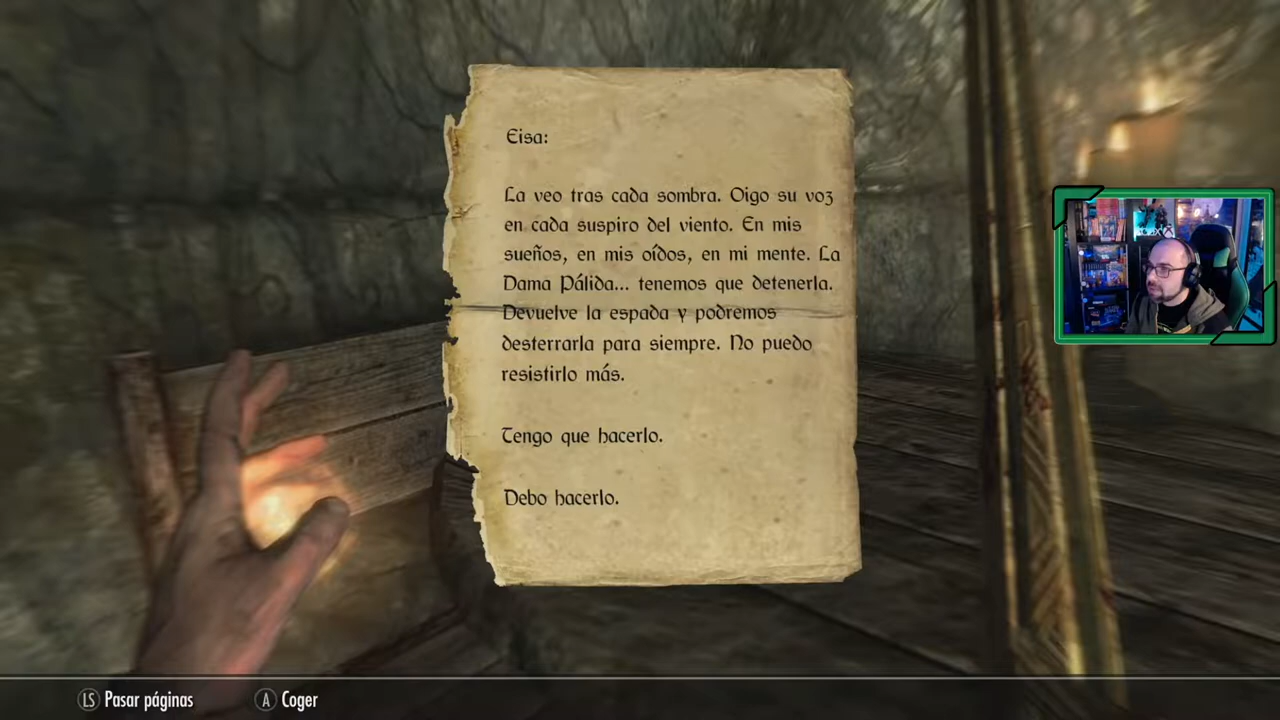 Eisa:
La veo tras cada sombra. Oigo su voz
en cada suspiro del viento. En mis
sueños, en mis oídos, en mi mente. La
Dama Pálida... tenemos que detenerla.
Devuelve la espada y podremos
desterrarla para siempre. No puedo
resistirlo más.
Tengo que hacerlo.
Debo hacerlo.
LS Pasar páginas
A Coger